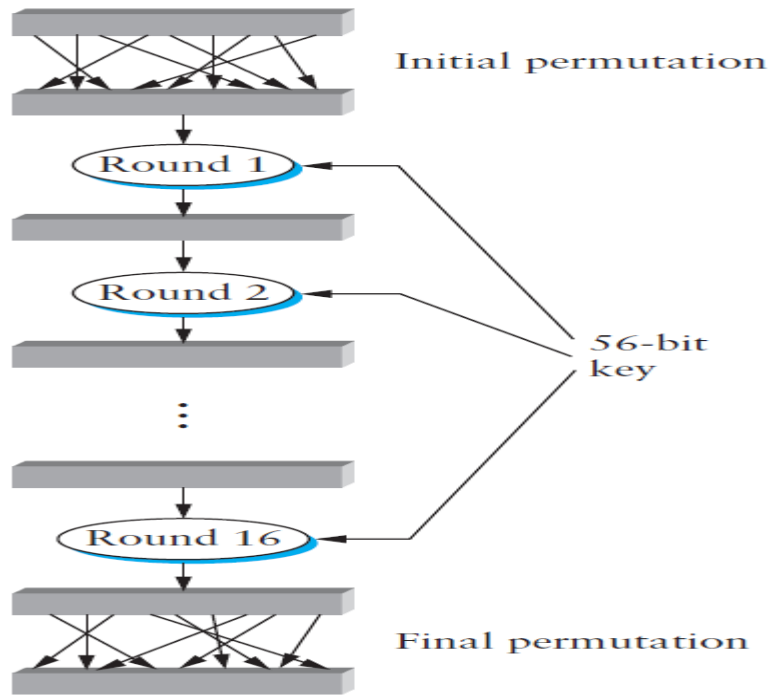 Initial permutation
Round 1
Round 2
56-bit
key
Round 16
Final permutation